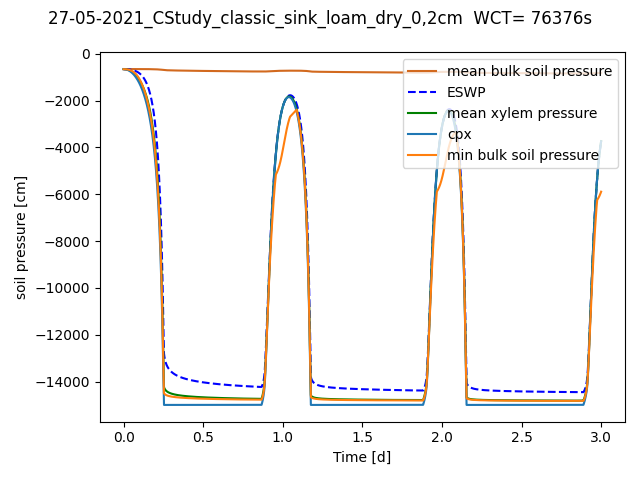 27-05-2021_CStudy_classic_sink_loam_dry_0,2cm  WCT= 76376s
mean bulk soil pressure
ESWP
mean xylem pressure
cpx
min bulk soil pressure
soil pressure [cm]
0
−2000
−4000
−6000
−8000
−10000
−12000
−14000
0.0 0.5 1.0 1.5 2.0 2.5 3.0
Time [d]